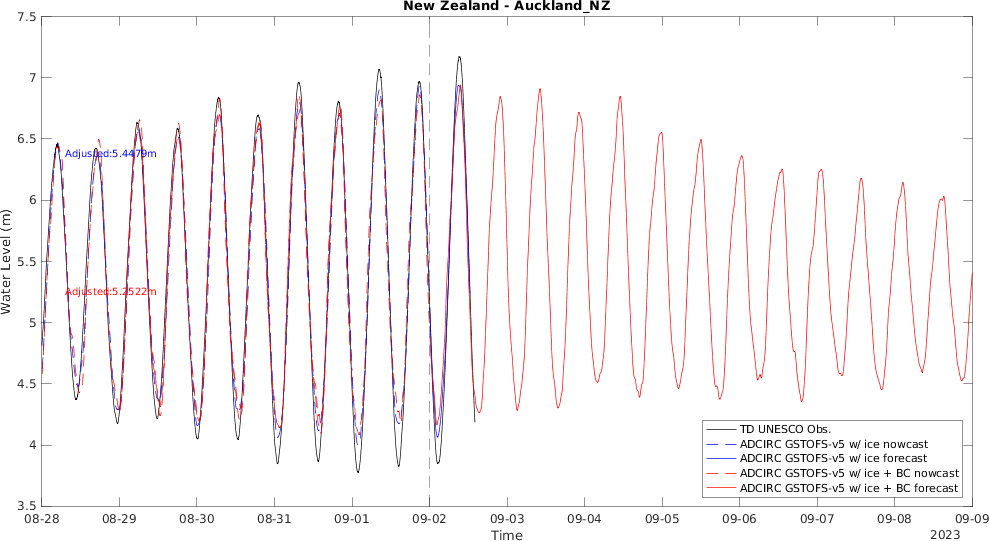 New Zealand - Auckland_NZ
7.5
7
6.5
6
5.5
5
4.5
4
3.5
Water Level (m)
Adjusted:5.4479m
Adjusted:5.2522m
TD UNESCO Obs.
ADCIRC GSTOFS-v5 w/ ice nowcast
ADCIRC GSTOFS-v5 w/ ice forecast
ADCIRC GSTOFS-v5 w/ ice + BC nowcast
ADCIRC GSTOFS-v5 w/ ice + BC forecast
08-28 08-29 08-30 08-31 09-01 09-02 09-03 09-04 09-05 09-06 09-07 09-08 09-09
Time
2023